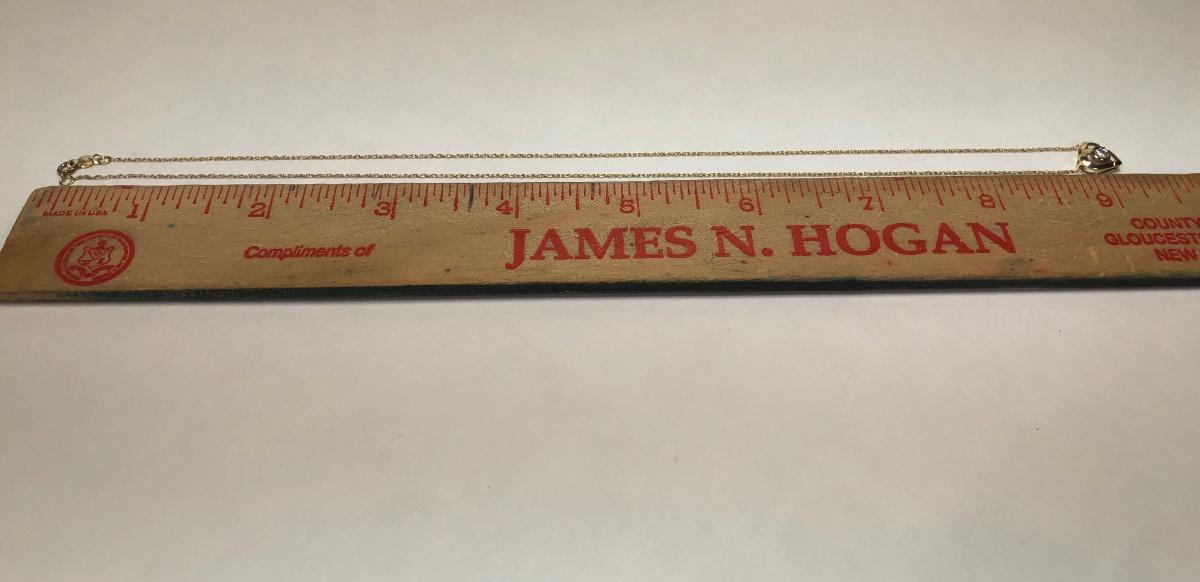 1 2 3 4 5 6 7 8 9
MADE IN USA
Compliments of
JAMES N. HOGAN
COUNTY
GLOUCEST
NEW